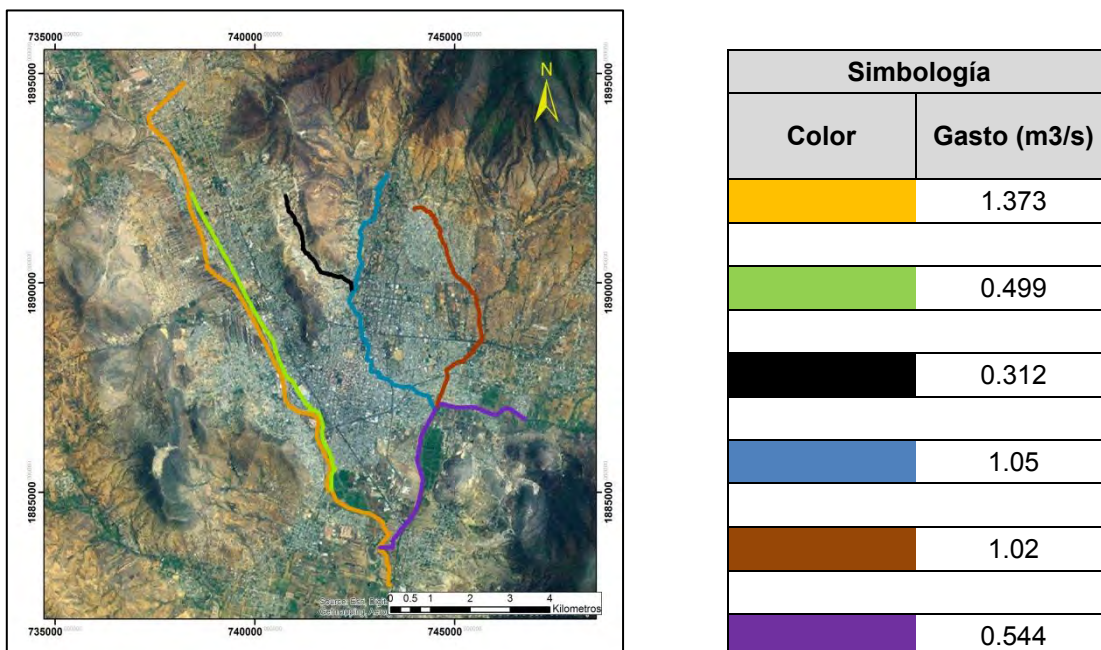 735000 740000 745000
N
1895000 1895000
1890000 1890000
1885000 1885000
0 0.5 1 2 3 4
Kilometros
735000 740000 745000
Simbología
Color Gasto (m3/s)
1.373
0.499
0.312
1.05
1.02
0.544